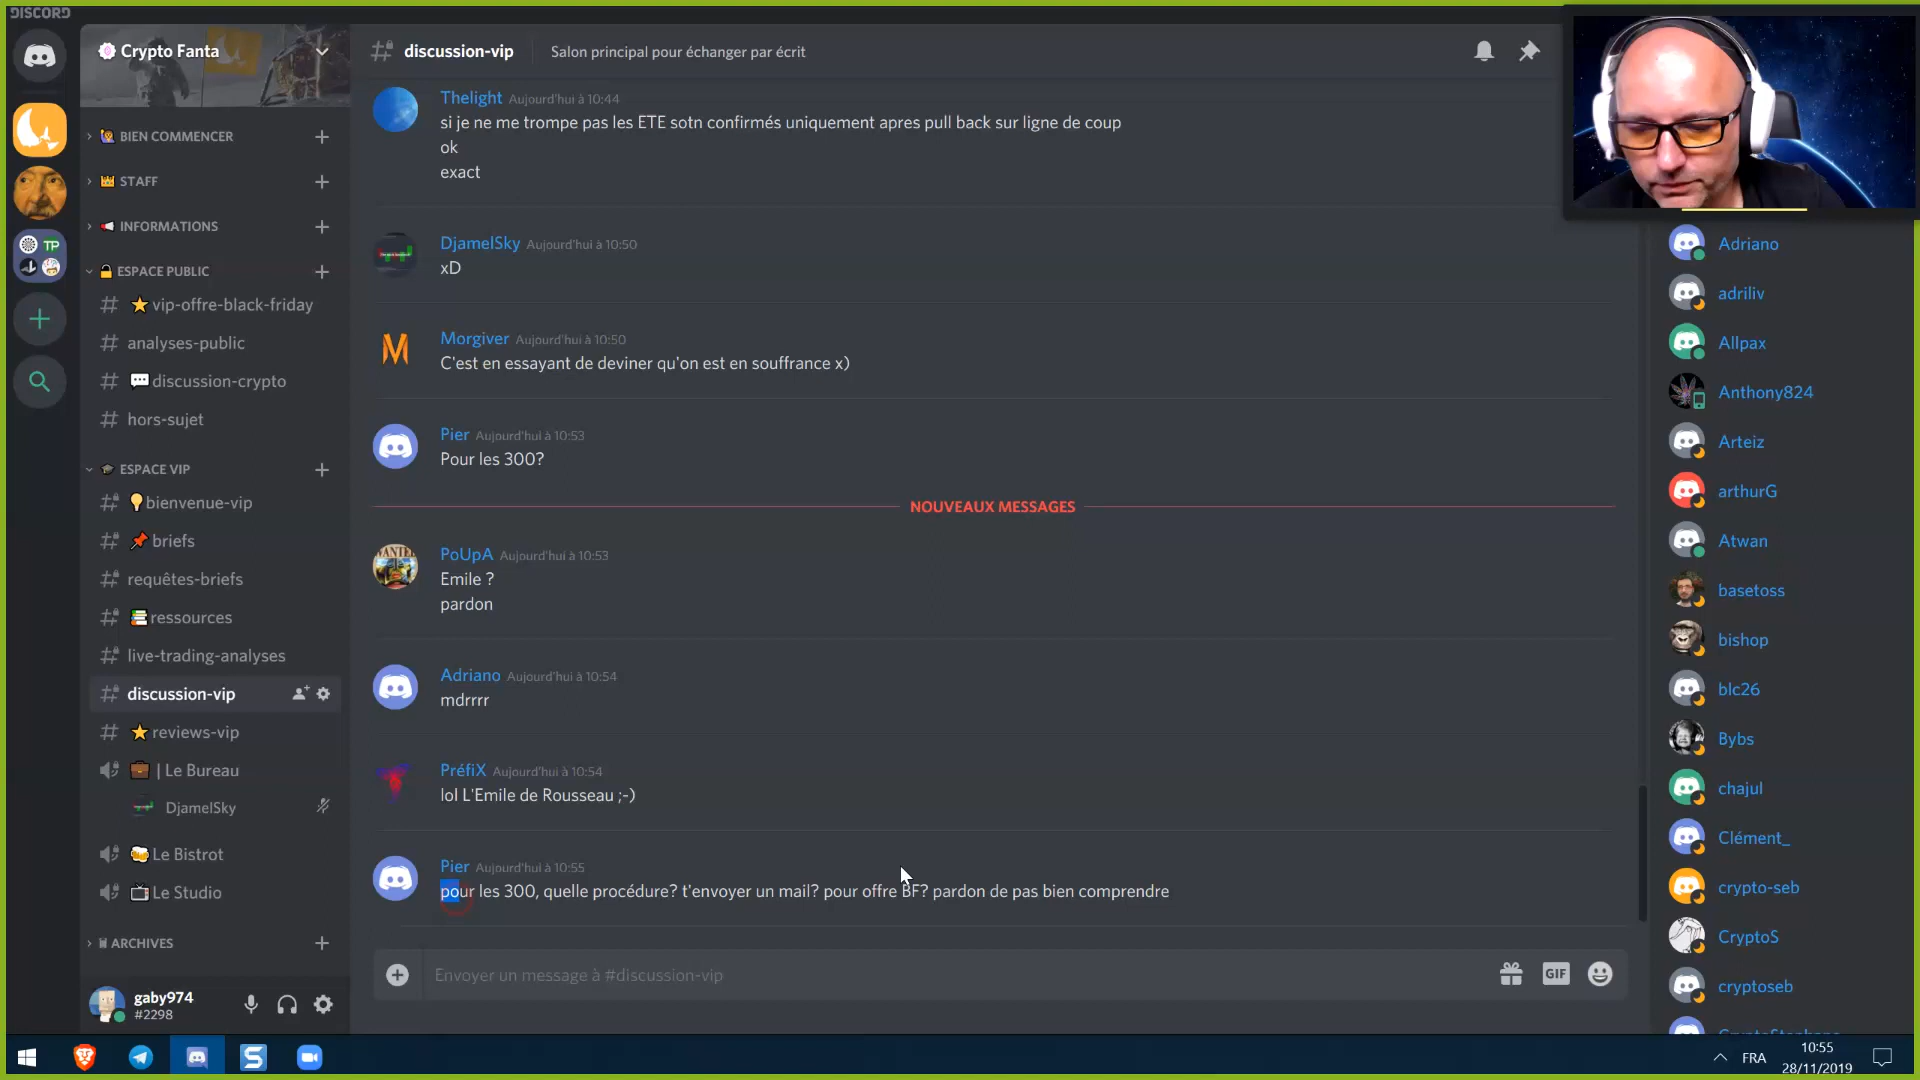 DISCORD
Crypto Fanta
BIEN COMMENCER
STAFF
INFORMATIONS
ESPACE PUBLIC
vip-offre-black-friday
analyses-public
discussion-crypto
hors-sujet
ESPACE VIP
bienvenue-vip
briefs
requêtes-briefs
ressources
live-trading-analyses
discussion-vip
reviews-vip
| Le Bureau
DjamelSky
Le Bistrot
Le Studio
ARCHIVES
gaby974
#2298
TP
discussion-vip
Salon principal pour échanger par écrit
Thelight Aujourd'hui à 10:44
si je ne me trompe pas les ETE sotn confirmés uniquement apres pull back sur ligne de coup
ok
exact
DjamelSky Aujourd'hui à 10:50
xD
Morgiver Aujourd'hui à 10:50
C'est en essayant de deviner qu'on est en souffrance x)
Pier Aujourd'hui à 10:53
Pour les 300?
NOUVEAUX MESSAGES
PoUpA Aujourd'hui à 10:53
Emile ?
pardon
Adriano Aujourd'hui à 10:54
mdrrrr
PréfiX Aujourd'hui à 10:54
lol L'Emile de Rousseau ;-)
Pier Aujourd'hui à 10:55
pour les 300, quelle procédure? t'envoyer un mail? pour offre BF? pardon de pas bien comprendre
Envoyer un message à #discussion-vip
GIF
Adriano
adriliv
Allpax
Anthony824
Arteiz
arthurG
Atwan
basetoss
bishop
blc26
Bybs
chajul
Clément_
crypto-seb
CryptoS
cryptoseb
FRA
10:55
28/11/2019